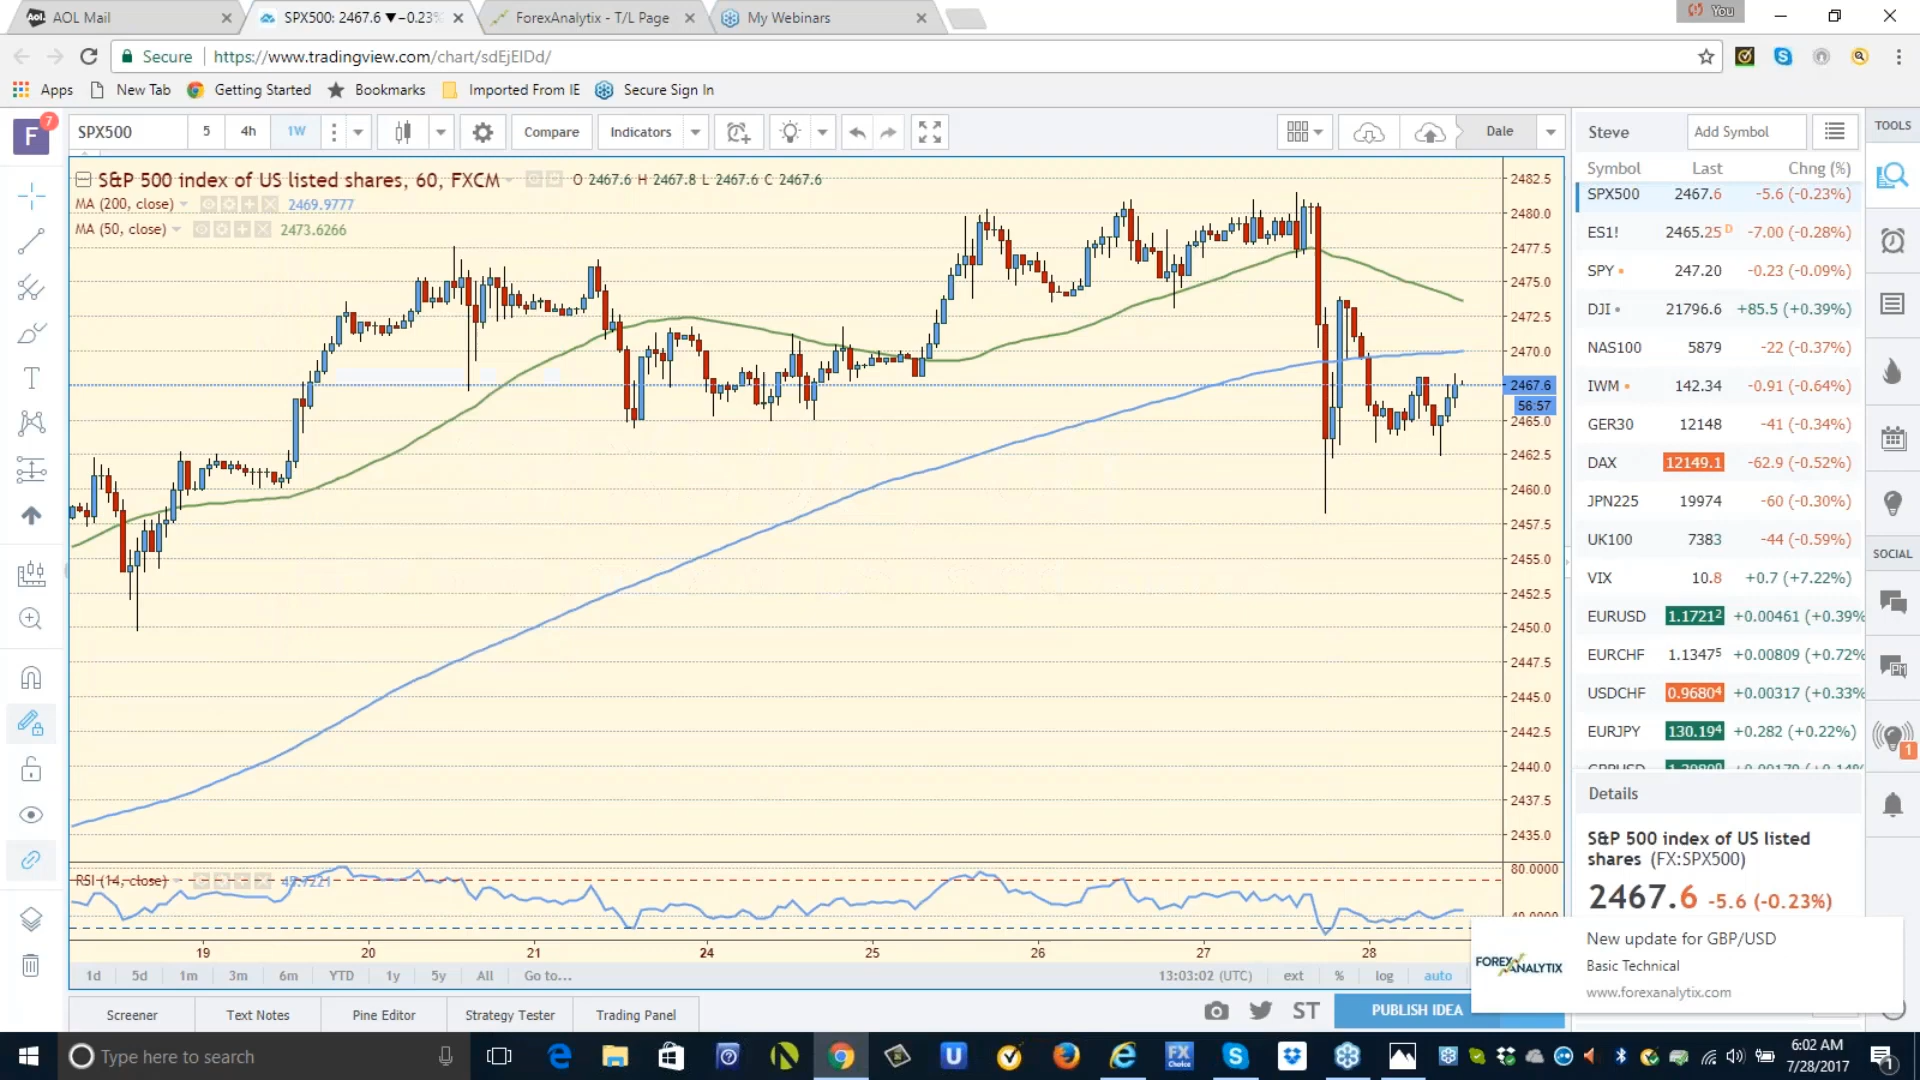 AOL Mail
SPX500: 2467.6 ▼−0.23%
ForexAnalytix - T/L Page
My Webinars
You
Secure
https://www.tradingview.com/chart/sdEjEIDd/
Apps
New Tab
Getting Started
Bookmarks
Imported From IE
Secure Sign In
F
7
SPX500
5
4h
1W
Compare
Indicators
Dale
Steve
Add Symbol
TOOLS
S&P 500 index of US listed shares, 60, FXCM
O 2467.6 H 2467.8 L 2467.6 C 2467.6
MA (200, close)
2469.9777
MA (50, close)
2473.6266
2482.5
2480.0
2477.5
2475.0
2472.5
2470.0
2467.6
56:57
2465.0
2462.5
2460.0
2457.5
2455.0
2452.5
2450.0
2447.5
2445.0
2442.5
2440.0
2437.5
2435.0
Symbol Last Chng (%)
SPX500 2467.6 -5.6 (-0.23%)
ES1! 2465.25 D -7.00 (-0.28%)
SPY 247.20 -0.23 (-0.09%)
DJI 21796.6 +85.5 (+0.39%)
NAS100 5879 -22 (-0.37%)
IWM 142.34 -0.91 (-0.64%)
GER30 12148 -41 (-0.34%)
DAX 12149.1 -62.9 (-0.52%)
JPN225 19974 -60 (-0.30%)
UK100 7383 -44 (-0.59%)
VIX 10.8 +0.7 (+7.22%)
EURUSD 1.17212 +0.00461 (+0.39%
EURCHF 1.13475 +0.00809 (+0.72%
USDCHF 0.96804 +0.00317 (+0.33%
EURJPY 130.194 +0.282 (+0.22%)
SOCIAL
1
Details
S&P 500 index of US listed
shares (FX:SPX500)
2467.6 -5.6 (-0.23%)
RSI (14, close)
80.0000
40.0000
19
20
21
24
25
26
27
28
1d
5d
1m
3m
6m
YTD
1y
5y
All
Go to...
13:03:02 (UTC)
ext
%
log
auto
FOREXANALYTIX
New update for GBP/USD
Basic Technical
www.forexanalytix.com
Screener
Text Notes
Pine Editor
Strategy Tester
Trading Panel
ST
PUBLISH IDEA
Type here to search
FX
Choice
6:02 AM
7/28/2017
1